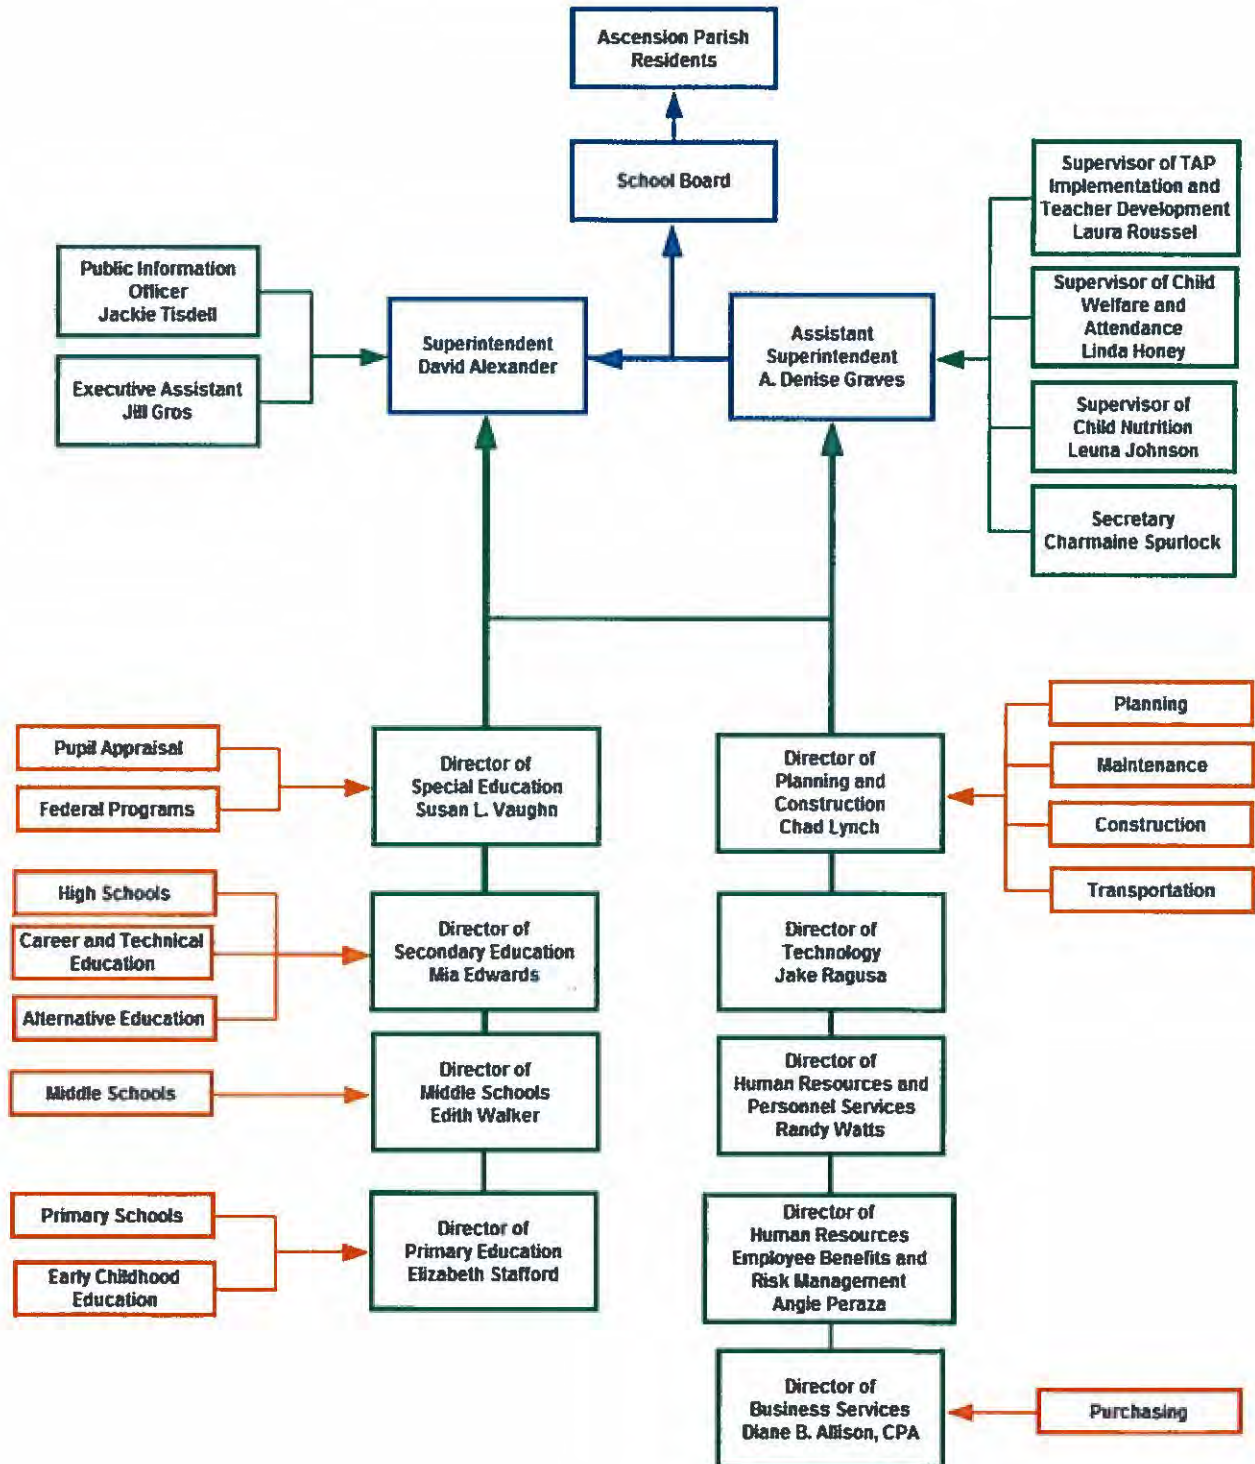 Ascension Parish
Residents
School Board
Public Information
Officer
Jackie Tisdell
Executive Assistant
Jill Gros
Superintendent
David Alexander
Assistant
Superintendent
A. Denise Graves
Supervisor of TAP
Implementation and
Teacher Development
Laura Roussel
Supervisor of Child
Welfare and
Attendance
Linda Honey
Supervisor of
Child Nutrition
Leuna Johnson
Secretary
Charmaine Spurlock
Pupil Appraisal
Federal Programs
Director of
Special Education
Susan L. Vaughn
High Schools
Career and Technical
Education
Alternative Education
Director of
Secondary Education
Mia Edwards
Middle Schools
Director of
Middle Schools
Edith Walker
Primary Schools
Early Childhood
Education
Director of
Primary Education
Elizabeth Stafford
Director of
Planning and
Construction
Chad Lynch
Planning
Maintenance
Construction
Transportation
Director of
Technology
Jake Ragusa
Director of
Human Resources and
Personnel Services
Randy Watts
Director of
Human Resources
Employee Benefits and
Risk Management
Angie Peraza
Director of
Business Services
Diane B. Allison, CPA
Purchasing